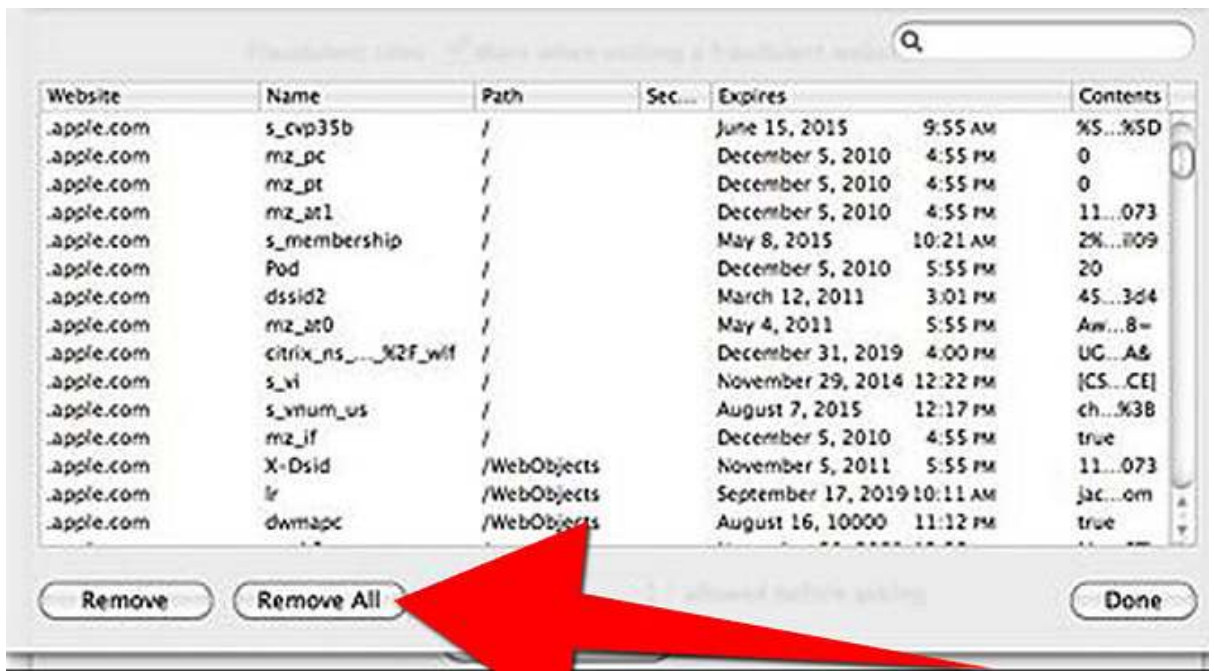 Website Name Path Sec... Expires Contents
.apple.com s_cvp35b / June 15, 2015 9:55 AM %5...%5D
.apple.com mz_pc / December 5, 2010 4:55 PM 0
.apple.com mz_pt / December 5, 2010 4:55 PM 0
.apple.com mz_at1 / December 5, 2010 4:55 PM 11...073
.apple.com s_membership / May 8, 2015 10:21 AM 2%...il09
.apple.com Pod / December 5, 2010 5:55 PM 20
.apple.com dssid2 / March 12, 2011 3:01 PM 45...3d4
.apple.com mz_at0 / May 4, 2011 5:55 PM Aw...8=
.apple.com citrix_ns_..._%2F_wlf / December 31, 2019 4:00 PM UG...A&
.apple.com s_vi / November 29, 2014 12:22 PM [CS...CE]
.apple.com s_vnum_us / August 7, 2015 12:17 PM ch...%3B
.apple.com mz_if / December 5, 2010 4:55 PM true
.apple.com X-Dsid /WebObjects November 5, 2011 5:55 PM 11...073
.apple.com lr /WebObjects September 17, 2019 10:11 AM jac...om
.apple.com dwmapc /WebObjects August 16, 10000 11:12 PM true
Remove Remove All Done